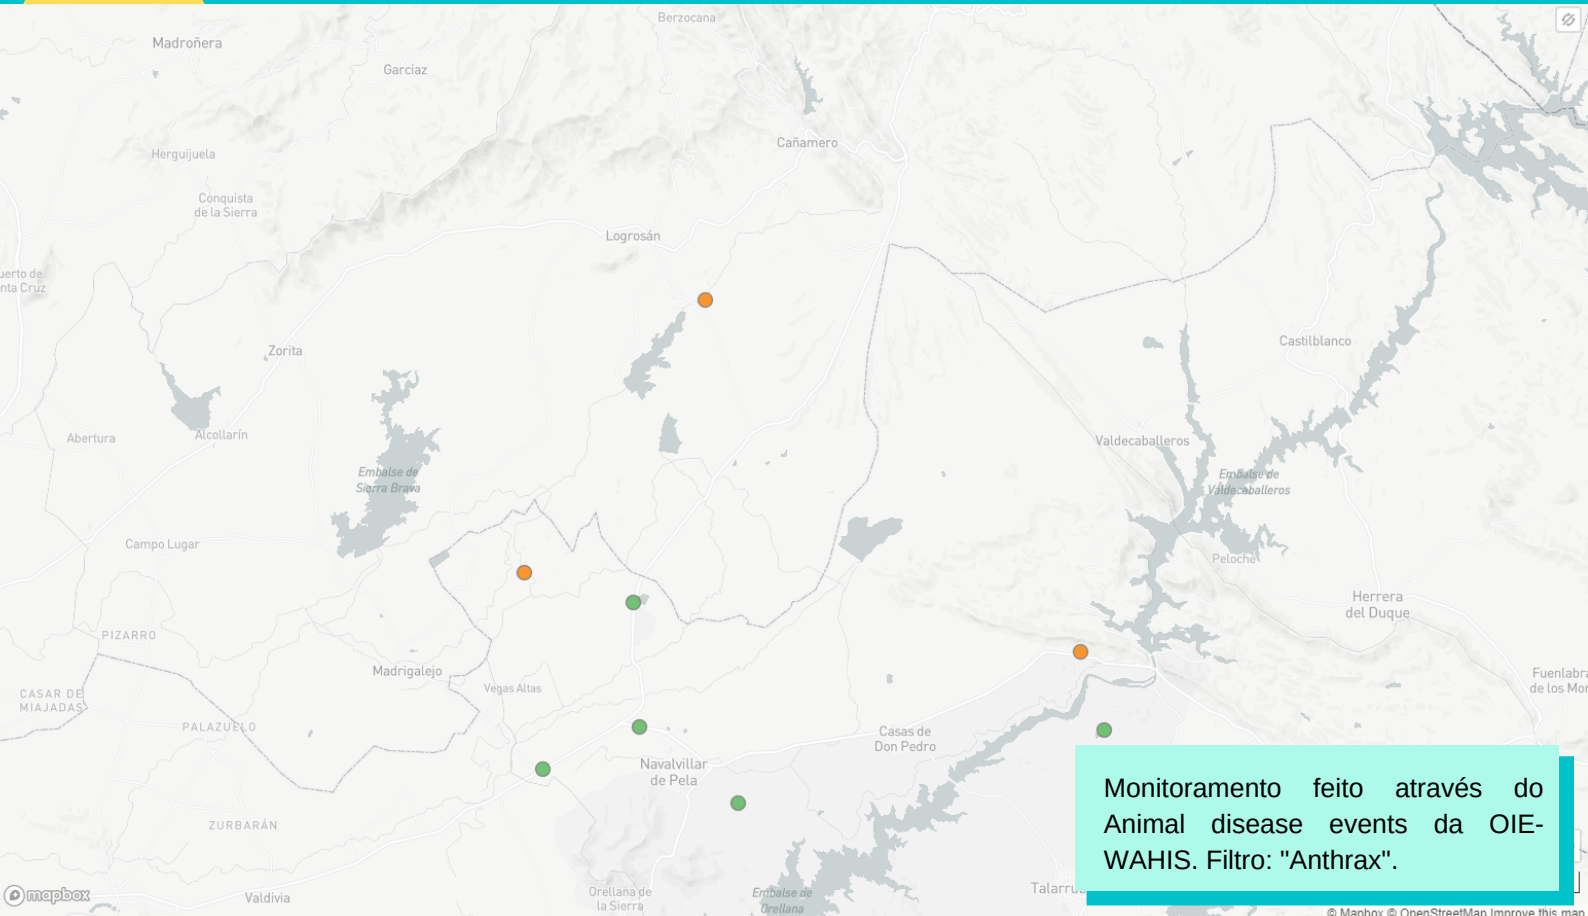 Berzocana
Madroñera
Garciaz
Cañamero
Herguijuela
Conquista
de la Sierra
Logrosán
uerto de
nta Cruz
Zorita
Castilblanco
Abertura
Alcollarín
Valdecaballeros
Embalse de
Sierra Brava
Embalse de
Valdecaballeros
Campo Lugar
Peloche
Herrera
del Duque
PIZARRO
Madrigalejo
Vegas Altas
Fuenlabra
de los Mon
CASAR DE
MIAJADAS
PALAZUELO
Casas de
Don Pedro
Navalvillar
de Pela
Monitoramento feito através do
Animal disease events da OIE-
WAHIS. Filtro: "Anthrax".
ZURBARÁN
mapbox
Valdivia
Orellana de
la Sierra
Embalse de
Orellana
Talarru
© Mapbox © OpenStreetMap Improve this map